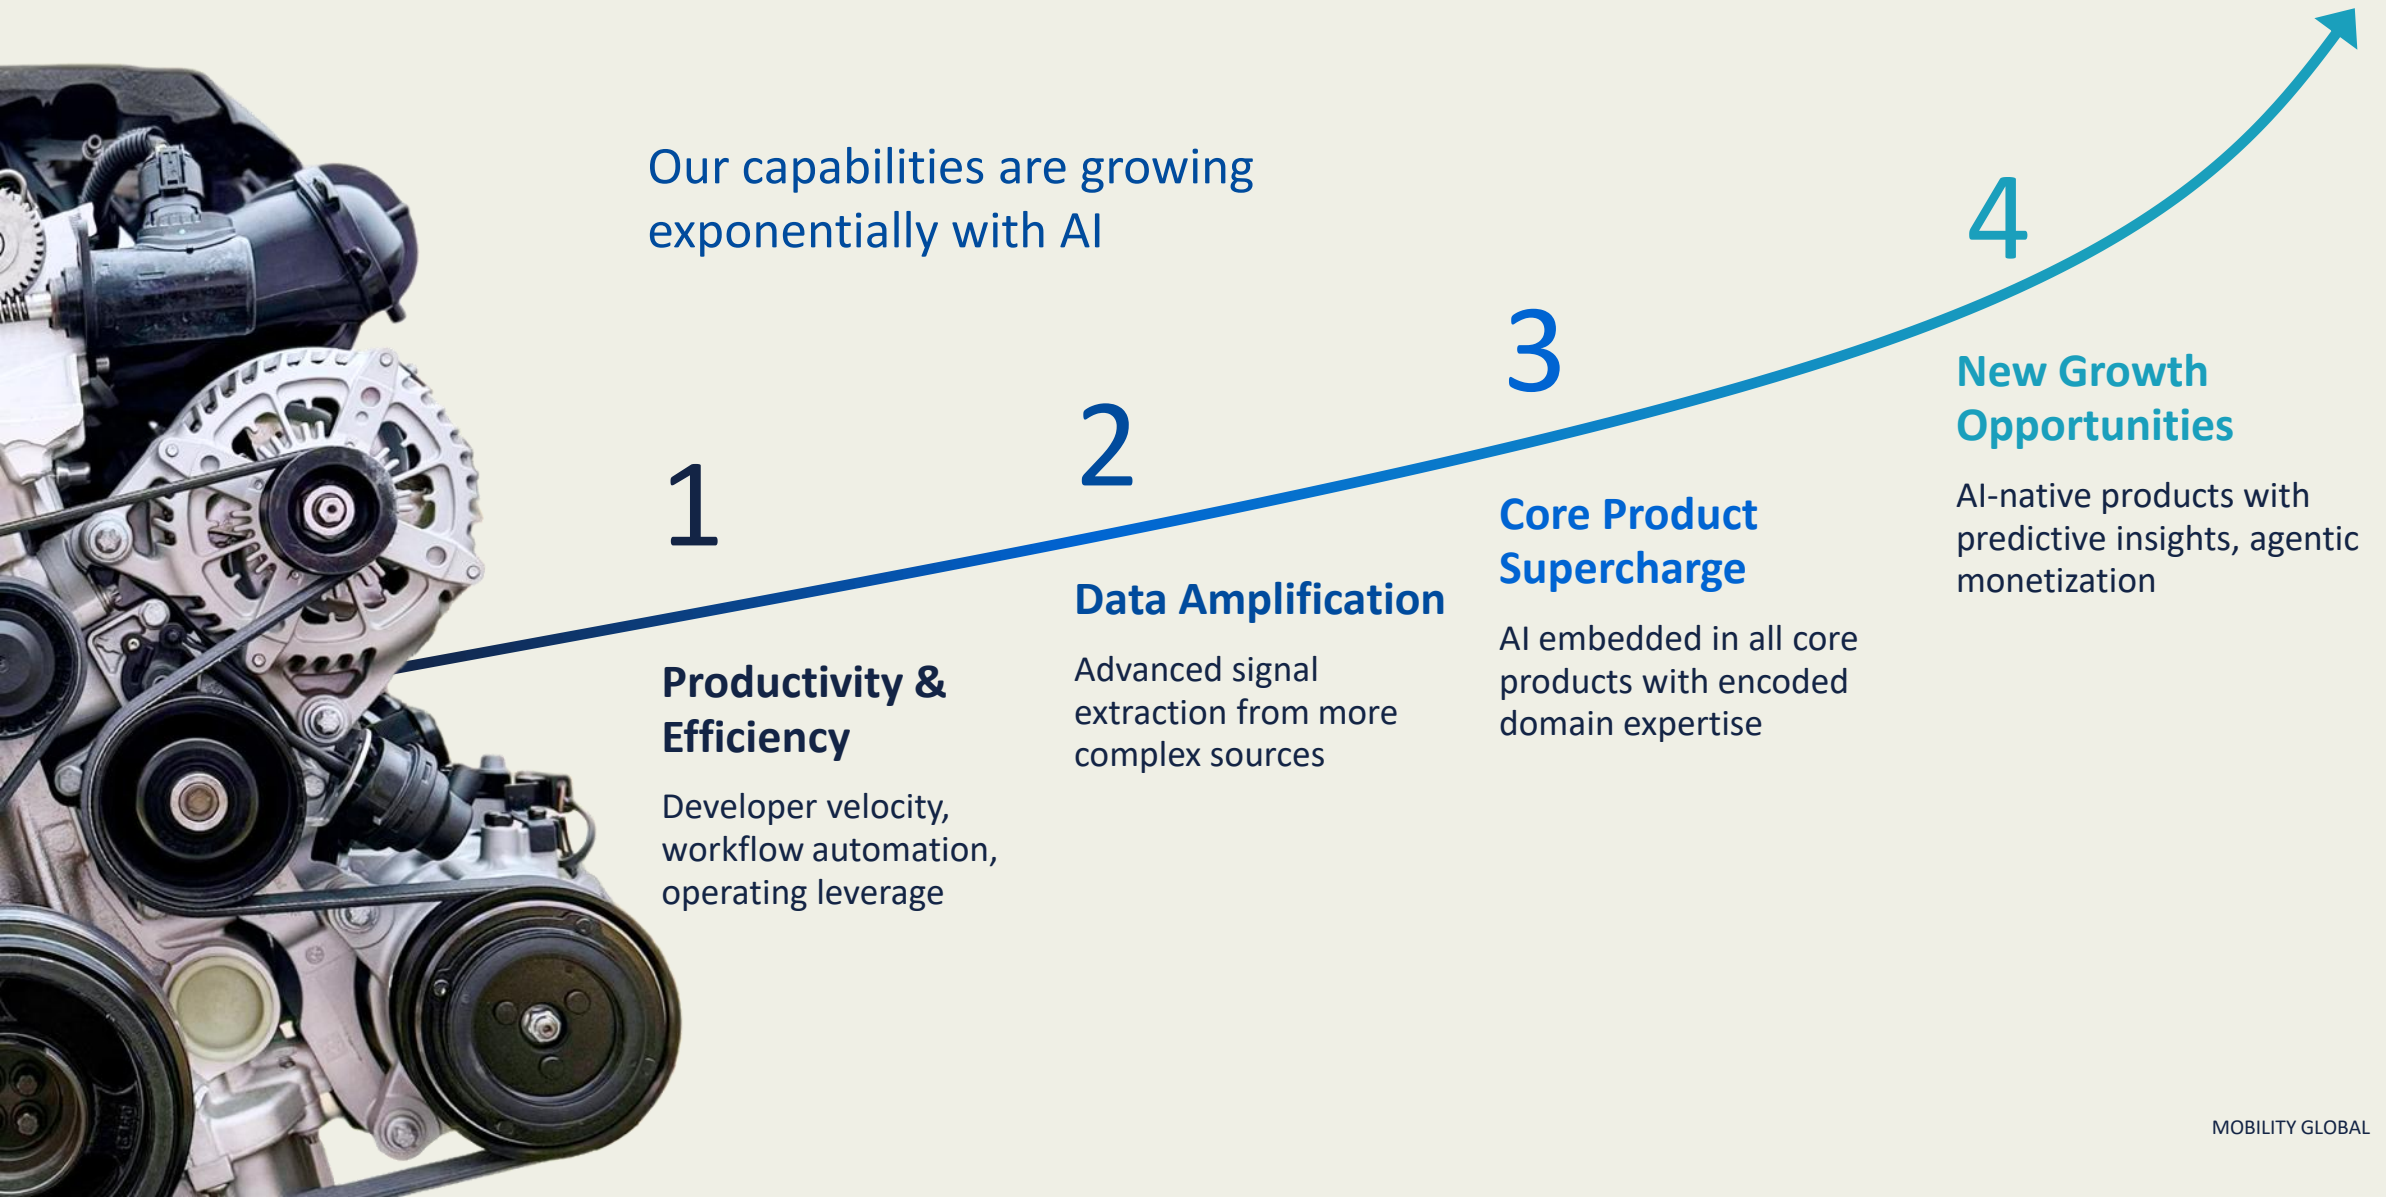 Our capabilities are growing
exponentially with AI
1
Productivity &
Efficiency
Developer velocity,
workflow automation,
operating leverage
2
Data Amplification
Advanced signal
extraction from more
complex sources
3
Core Product
Supercharge
AI embedded in all core
products with encoded
domain expertise
4
New Growth
Opportunities
AI-native products with
predictive insights, agentic
monetization
MOBILITY GLOBAL